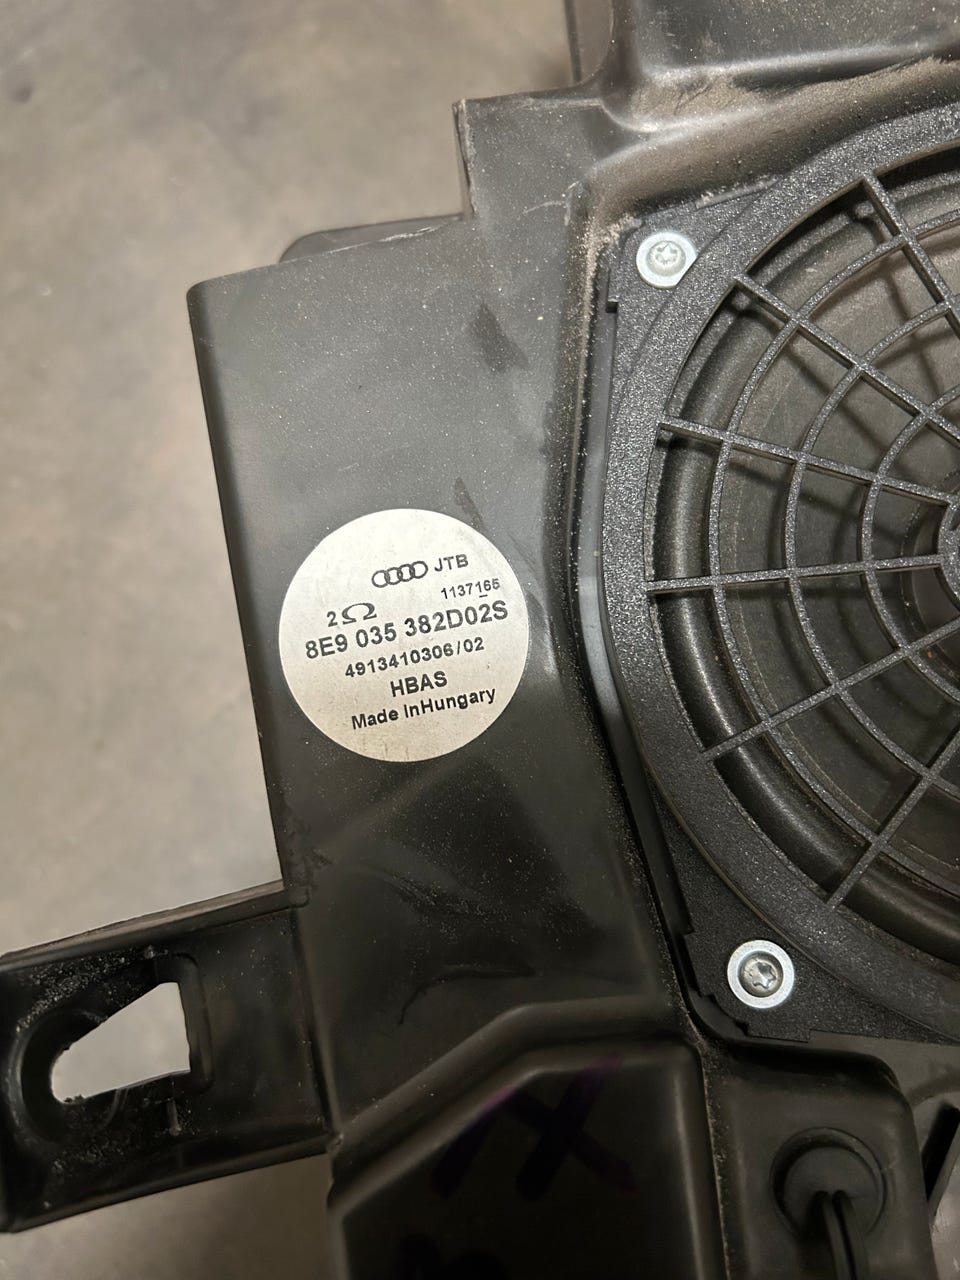 JTB
1137165
2Ω
8E9 035 382D02S
4913410306/02
HBAS
Made InHungary